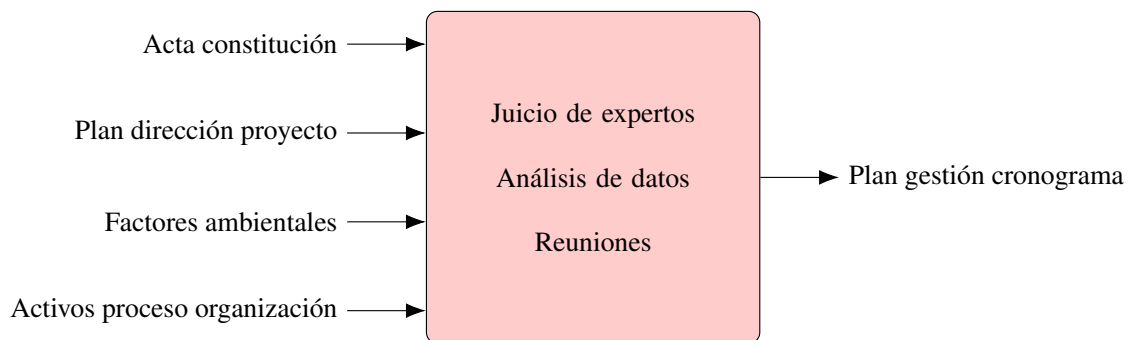 Acta constitución
Plan dirección proyecto
Factores ambientales
Activos proceso organización
Juicio de expertos
Análisis de datos
Reuniones
Plan gestión cronograma